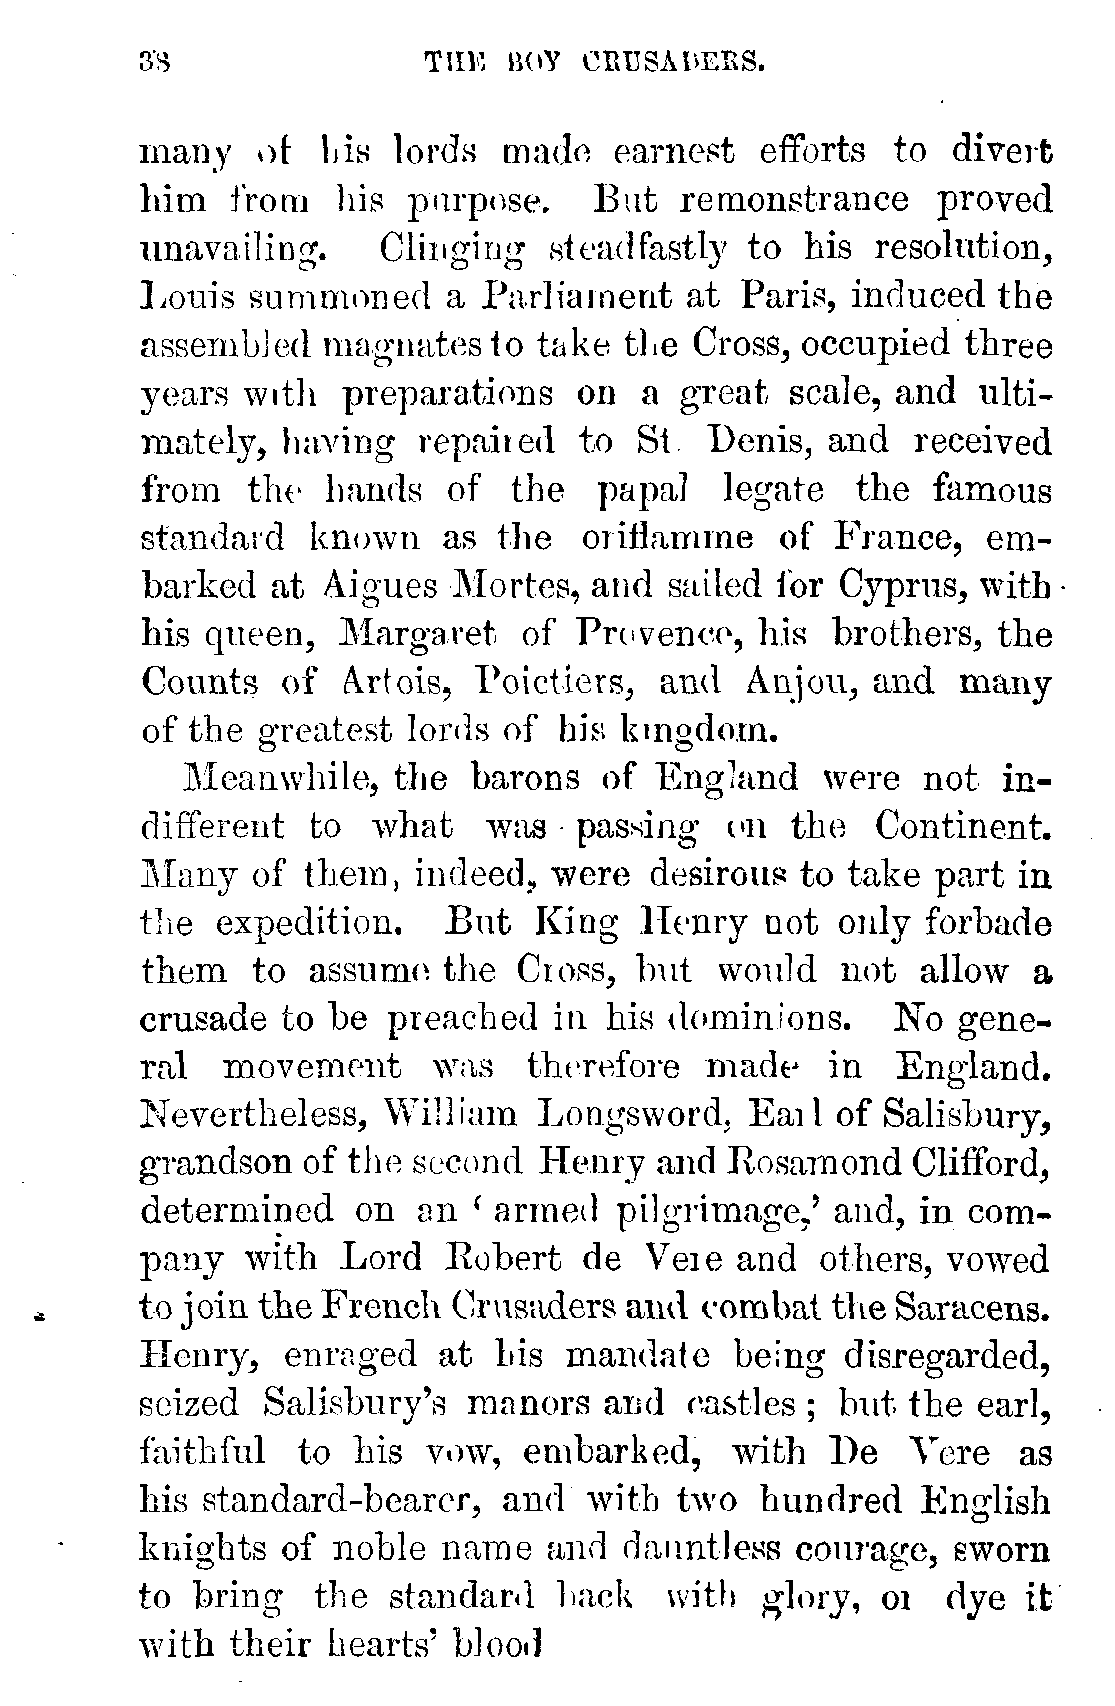 38 THE BOY CRUSADERS.
many of his lords made earnest efforts to divert
him from his purpose. But remonstrance proved
unavailing. Clinging steadfastly to his resolution,
Louis summoned a Parliament at Paris, induced the
assembled magnates to take the Cross, occupied three
years with preparations on a great scale, and ulti-
mately, having repaired to St. Denis, and received
from the hands of the papal legate the famous
standard known as the oriflamme of France, em-
barked at Aigues Mortes, and sailed for Cyprus, with
his queen, Margaret of Provence, his brothers, the
Counts of Artois, Poictiers, and Anjou, and many
of the greatest lords of his kingdom.
Meanwhile, the barons of England were not in-
different to what was passing on the Continent.
Many of them, indeed, were desirous to take part in
the expedition. But King Henry not only forbade
them to assume the Cross, but would not allow a
crusade to be preached in his dominions. No gene-
ral movement was therefore made in England.
Nevertheless, William Longsword, Earl of Salisbury,
grandson of the second Henry and Rosamond Clifford,
determined on an ‘armed pilgrimage,’ and, in com-
pany with Lord Robert de Vere and others, vowed
to join the French Crusaders and combat the Saracens.
Henry, enraged at his mandate being disregarded,
seized Salisbury’s manors and castles; but the earl,
faithful to his vow, embarked, with De Vere as
his standard-bearer, and with two hundred English
knights of noble name and dauntless courage, sworn
to bring the standard back with glory, or dye it
with their hearts’ blood